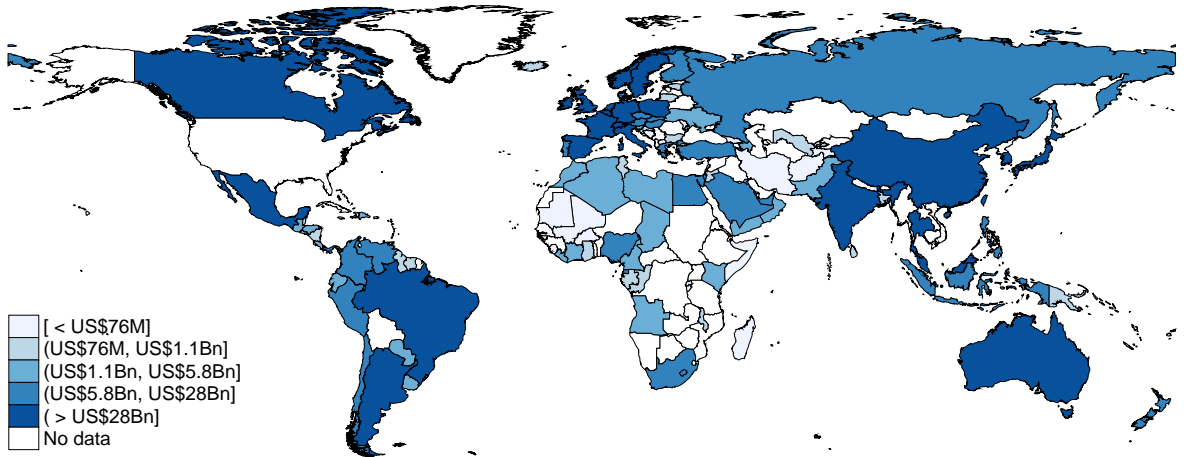 [ < US$76M]
(US$76M, US$1.1Bn]
(US$1.1Bn, US$5.8Bn]
(US$5.8Bn, US$28Bn]
( > US$28Bn]
No data